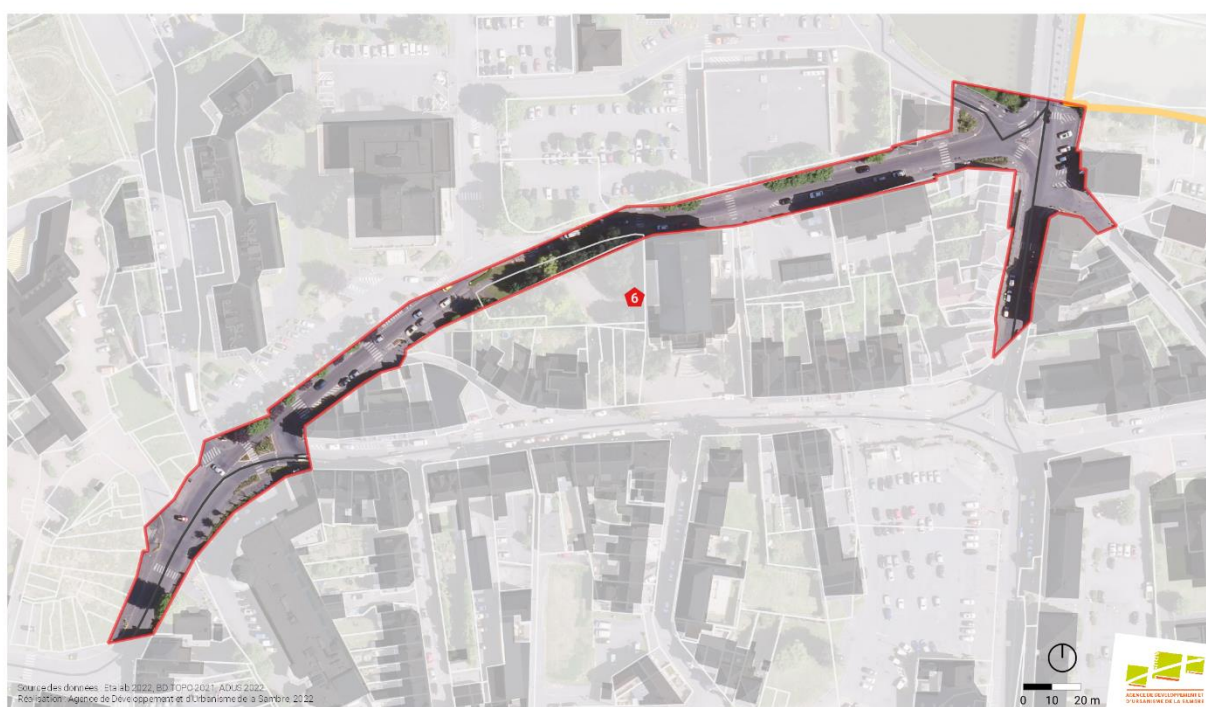 6
Source des données : Etalab 2022, BD TOPO 2021, ADUS 2022
Réalisation : Agence de Développement et d'Urbanisme de la Sambre, 2022
0 10 20 m
AGENCE DE DÉVELOPPEMENT ET
D'URBANISME DE LA SAMBRE